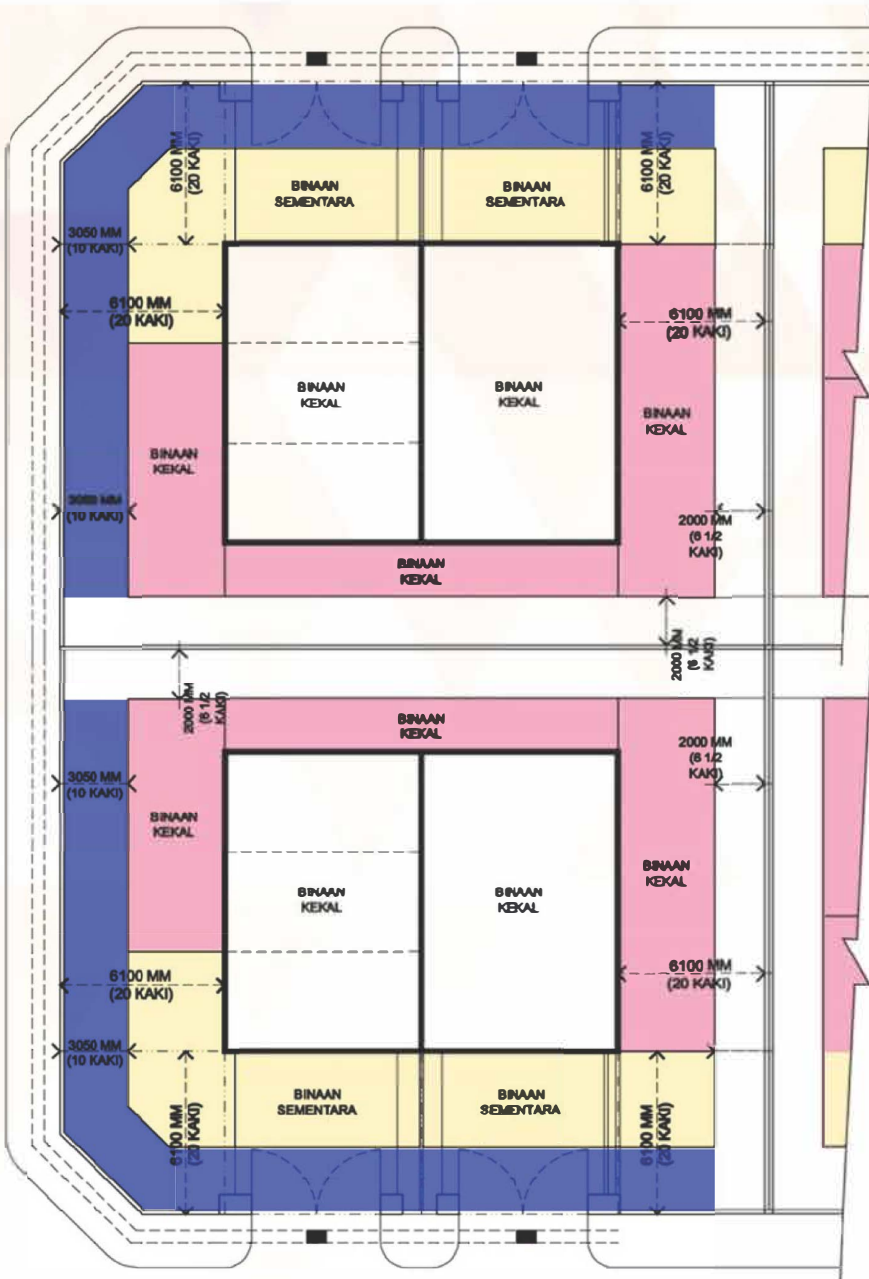 6100 MM
(20 KAKI)
BINAAN
SEMENTARA
BINAAN
SEMENTARA
6100 MM
(20 KAKI)
3050 MM
(10 KAKI)
6100 MM
(20 KAKI)
6100 MM
(20 KAKI)
BINAAN
KEKAL
BINAAN
KEKAL
BINAAN
KEKAL
BINAAN
KEKAL
3050 MM
(10 KAKI)
2000 MM
(6 1/2
KAKI)
BINAAN
KEKAL
2000 MM
(6 1/2
KAKI)
2000 MM
(6 1/2
KAKI)
BINAAN
KEKAL
2000 MM
(6 1/2
KAKI)
3050 MM
(10 KAKI)
BINAAN
KEKAL
BINAAN
KEKAL
BINAAN
KEKAL
BINAAN
KEKAL
6100 MM
(20 KAKI)
6100 MM
(20 KAKI)
3050 MM
(10 KAKI)
BINAAN
SEMENTARA
BINAAN
SEMENTARA
6100 MM
(20 KAKI)
6100 MM
(20 KAKI)